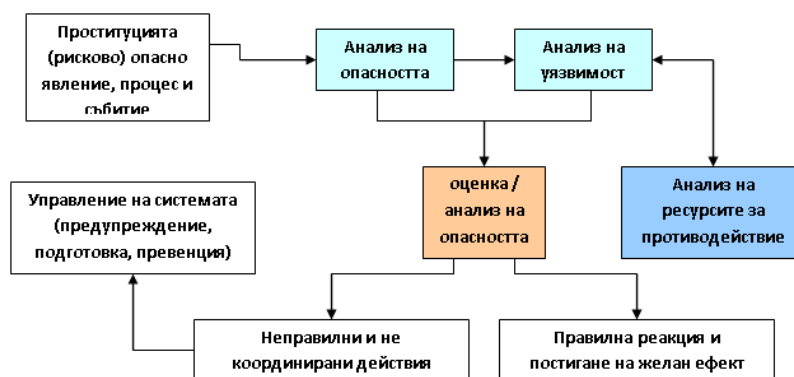 Проституцията
(рисково) опасно
явление, процес и
събитие
Анализ на
опасността
Анализ на
уязвимост
оценка /
анализ на
опасността
Анализ на
ресурсите за
противодействие
Управление на системата
(предупреждение,
подготовка, превенция)
Неправилни и не
координирани действия
Правилна реакция и
постигане на желан ефект